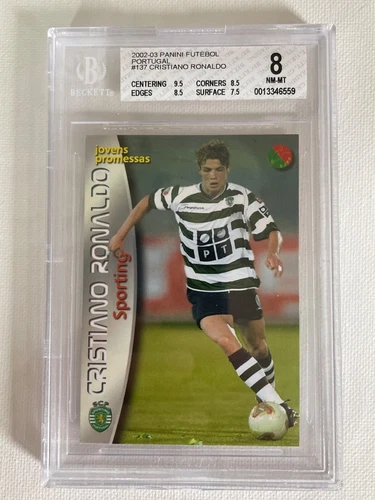 2002-03 PANINI FUTEBOL
PORTUGAL
#137 CRISTIANO RONALDO
CENTERING 9.5 CORNERS 8.5
EDGES 8.5 SURFACE 7.5
8
NM-MT
0013346559
BECKETT
jovens
promessas
CRISTIANO RONALDO
Sporting
PT
SCP